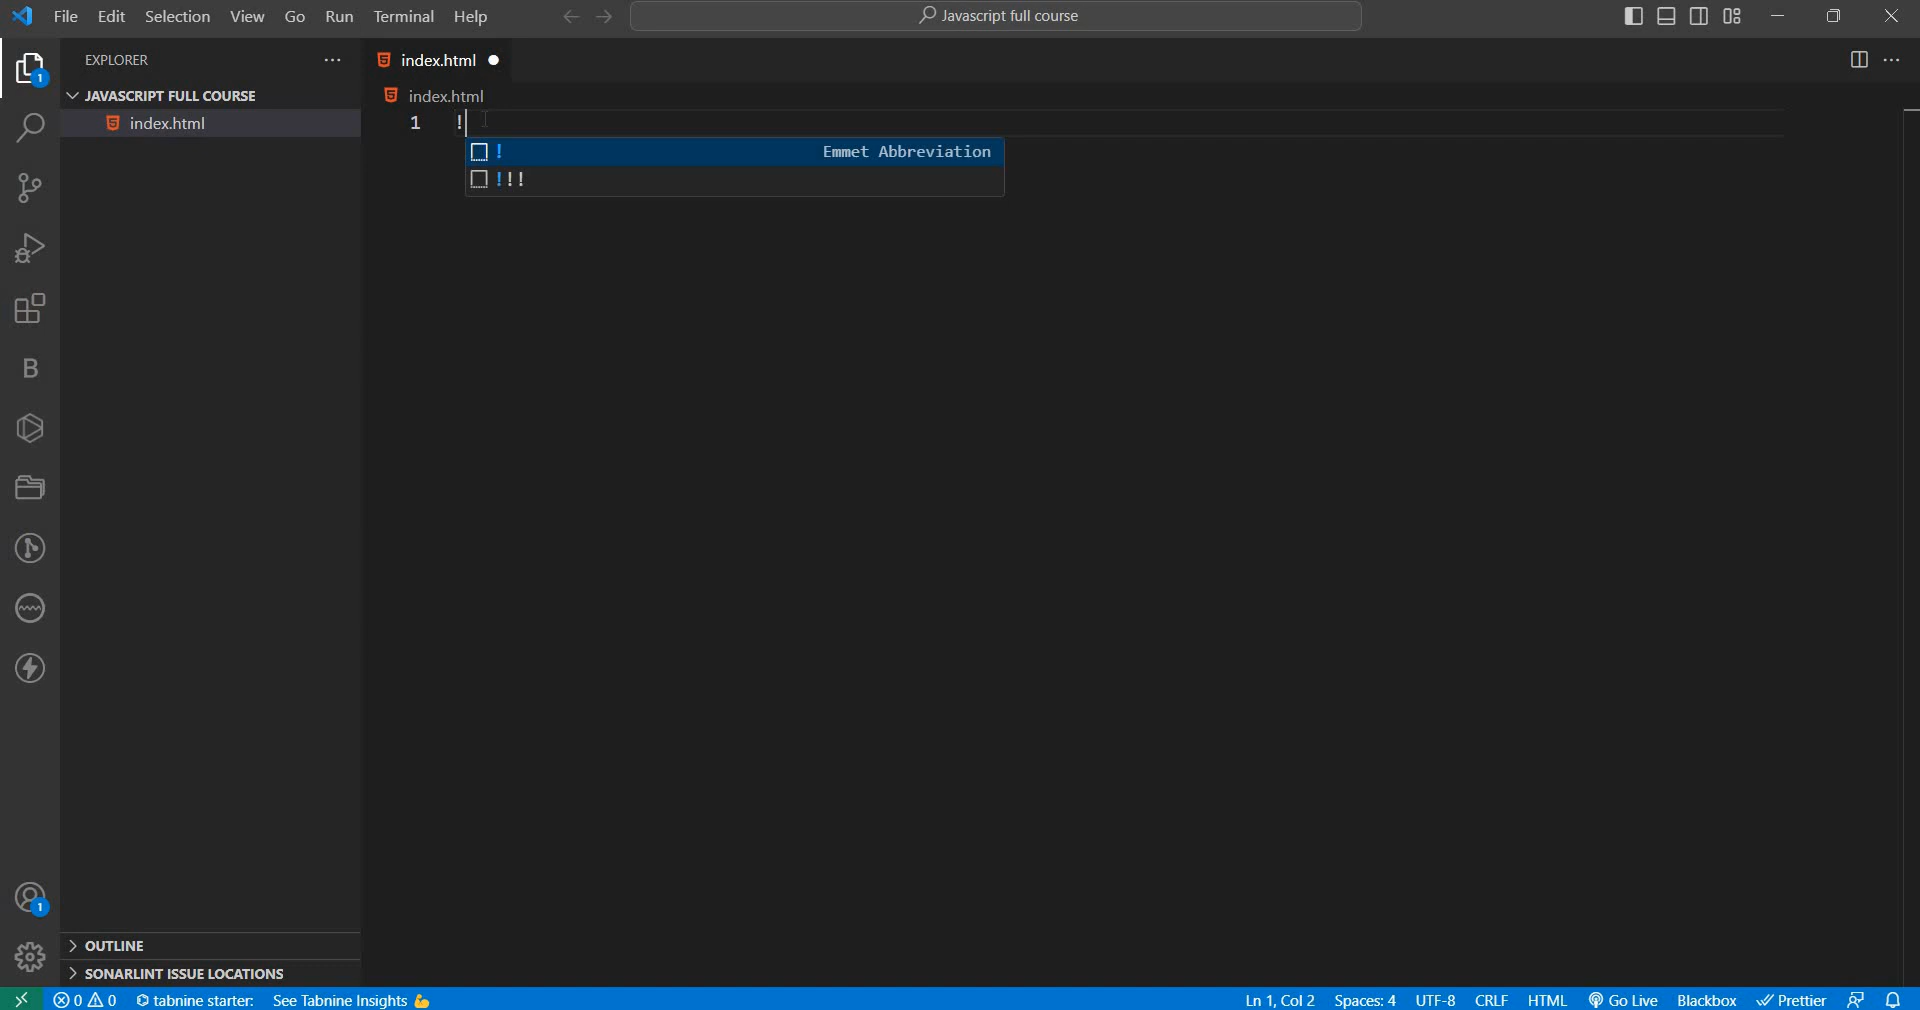 File Edit Selection View Go Run Terminal Help
Javascript full course
EXPLORER
1
JAVASCRIPT FULL COURSE
index.html
index.html
index.html
1 !
! Emmet Abbreviation
!!!
B
1
OUTLINE
SONARLINT ISSUE LOCATIONS
0 0 tabnine starter: See Tabnine Insights 💪 Ln 1, Col 2 Spaces: 4 UTF-8 CRLF HTML Go Live Blackbox Prettier